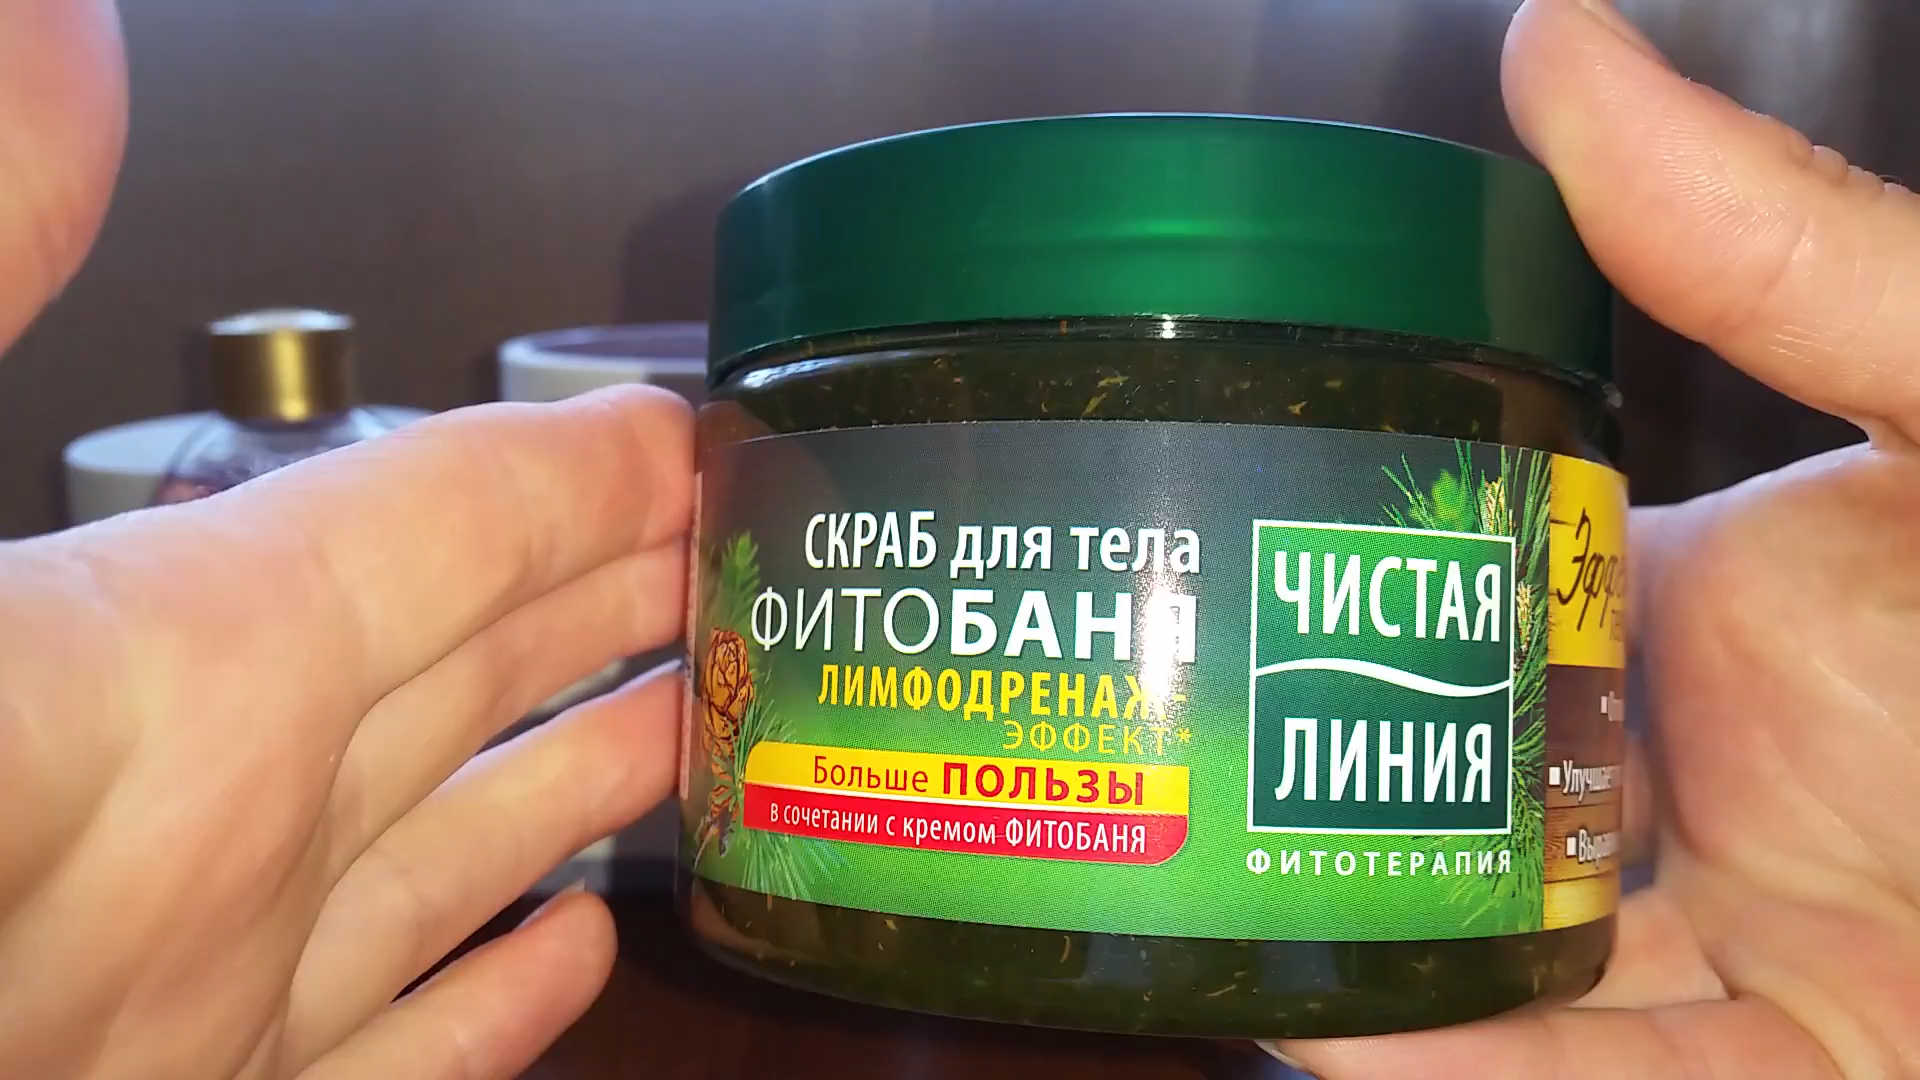 СКРАБ для тела
ФИТОБАНЯ
ЛИМФОДРЕНАЖ-
ЭФФЕКТ*
Больше ПОЛЬЗЫ
в сочетании с кремом ФИТОБАНЯ
ЧИСТАЯ
ЛИНИЯ
ФИТОТЕРАПИЯ